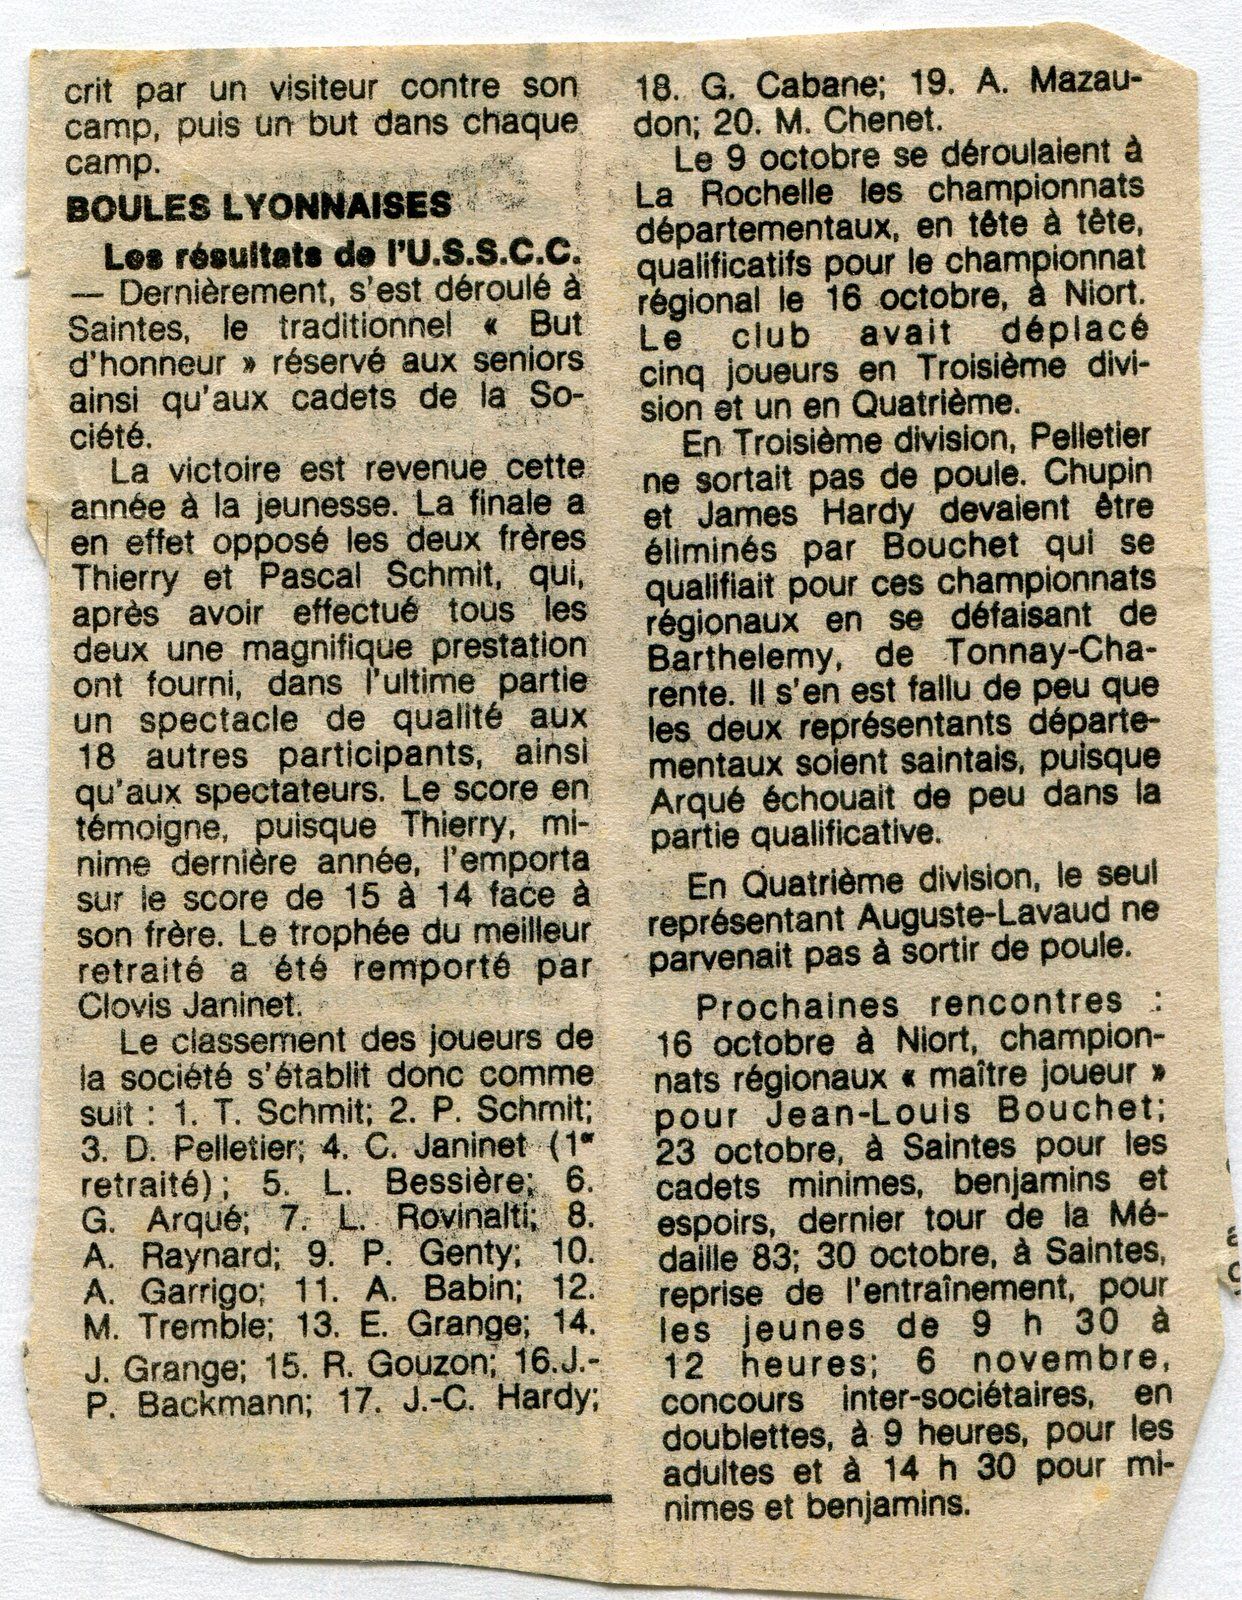 crit par un visiteur contre son
camp, puis un but dans chaque
camp.
BOULES LYONNAISES
Les résultats de l'U.S.S.C.C.
— Dernièrement, s'est déroulé à
Saintes, le traditionnel « But
d'honneur » réservé aux seniors
ainsi qu'aux cadets de la So-
ciété.
La victoire est revenue cette
année à la jeunesse. La finale a
en effet opposé les deux frères
Thierry et Pascal Schmit, qui,
après avoir effectué tous les
deux une magnifique prestation
ont fourni, dans l'ultime partie
un spectacle de qualité aux
18 autres participants, ainsi
qu'aux spectateurs. Le score en
témoigne, puisque Thierry, mi-
nime dernière année, l'emporta
sur le score de 15 à 14 face à
son frère. Le trophée du meilleur
retraité a été remporté par
Clovis Janinet.
Le classement des joueurs de
la société s'établit donc comme
suit : 1. T. Schmit; 2. P. Schmit;
3. D. Pelletier; 4. C. Janinet (1er
retraité); 5. L. Bessière; 6.
G. Arqué; 7. L. Rovinalti; 8.
A. Raynard; 9. P. Genty; 10.
A. Garrigo; 11. A. Babin; 12.
M. Tremble; 13. E. Grange; 14.
J. Grange; 15. R. Gouzon; 16.J.-
P. Backmann; 17. J.-C. Hardy;
18. G. Cabane; 19. A. Mazau-
don; 20. M. Chenet.
Le 9 octobre se déroulaient à
La Rochelle les championnats
départementaux, en tête à tête,
qualificatifs pour le championnat
régional le 16 octobre, à Niort.
Le club avait déplacé
cinq joueurs en Troisième divi-
sion et un en Quatrième.
En Troisième division, Pelletier
ne sortait pas de poule. Chupin
et James Hardy devaient être
éliminés par Bouchet qui se
qualifiait pour ces championnats
régionaux en se défaisant de
Barthelemy, de Tonnay-Cha-
rente. Il s'en est fallu de peu que
les deux représentants départe-
mentaux soient saintais, puisque
Arqué échouait de peu dans la
partie qualificative.
En Quatrième division, le seul
représentant Auguste-Lavaud ne
parvenait pas à sortir de poule.
Prochaines rencontres :
16 octobre à Niort, champion-
nats régionaux « maître joueur »
pour Jean-Louis Bouchet;
23 octobre, à Saintes pour les
cadets minimes, benjamins et
espoirs, dernier tour de la Mé-
daille 83; 30 octobre, à Saintes,
reprise de l'entraînement, pour
les jeunes de 9 h 30 à
12 heures; 6 novembre,
concours inter-sociétaires, en
doublettes, à 9 heures, pour les
adultes et à 14 h 30 pour mi-
nimes et benjamins.